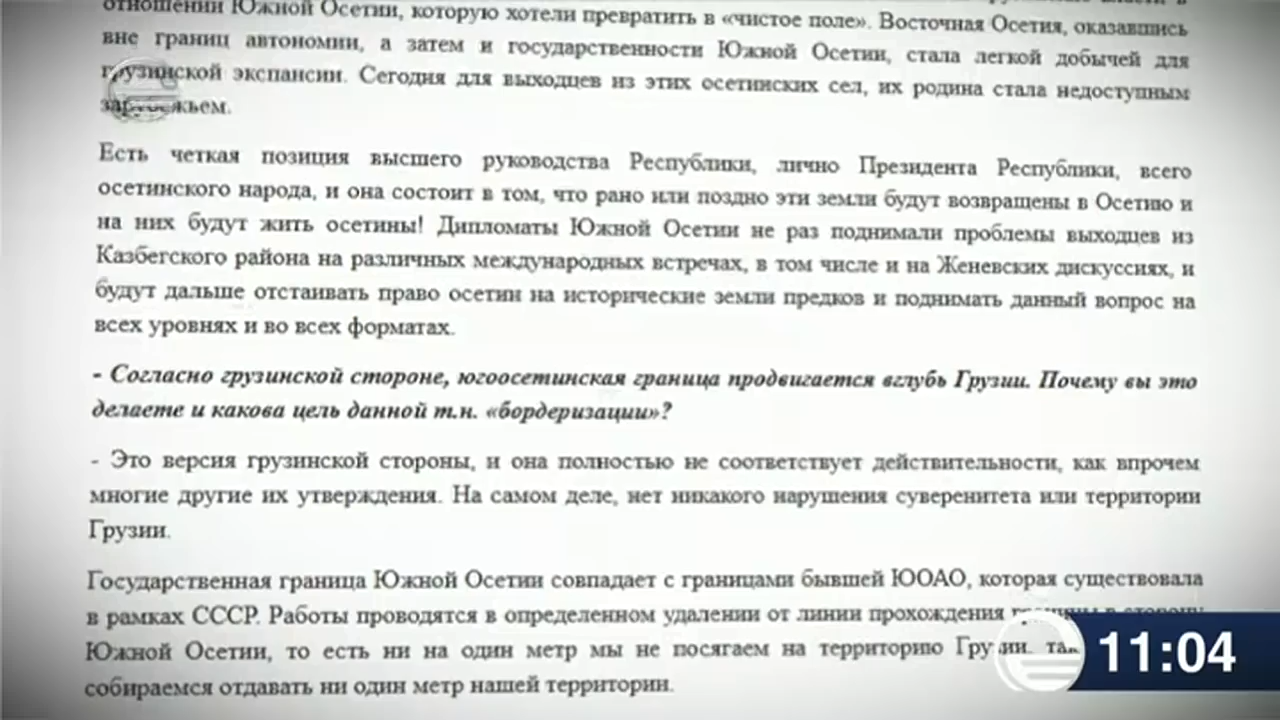 отношении Южной Осетии, которую хотели превратить в «чистое поле». Восточная Осетия, оказавшись
вне границ автономии, а затем и государственности Южной Осетии, стала легкой добычей для
грузинской экспансии. Сегодня для выходцев из этих осетинских сел, их родина стала недоступным
зарубежьем.
Есть четкая позиция высшего руководства Республики, лично Президента Республики, всего
осетинского народа, и она состоит в том, что рано или поздно эти земли будут возвращены в Осетию и
на них будут жить осетины! Дипломаты Южной Осетии не раз поднимали проблемы выходцев из
Казбегского района на различных международных встречах, в том числе и на Женевских дискуссиях, и
будут дальше отстаивать право осетин на исторические земли предков и поднимать данный вопрос на
всех уровнях и во всех форматах.
- Согласно грузинской стороне, югоосетинская граница продвигается вглубь Грузии. Почему вы это
делаете и какова цель данной т.н. «бордеризации»?
- Это версия грузинской стороны, и она полностью не соответствует действительности, как впрочем
многие другие их утверждения. На самом деле, нет никакого нарушения суверенитета или территории
Грузии.
Государственная граница Южной Осетии совпадает с границами бывшей ЮОАО, которая существовала
в рамках СССР. Работы проводятся в определенном удалении от линии прохождения границы в сторону
Южной Осетии, то есть ни на один метр мы не посягаем на территорию Грузии,
собираемся отдавать ни один метр нашей территории.
11:04